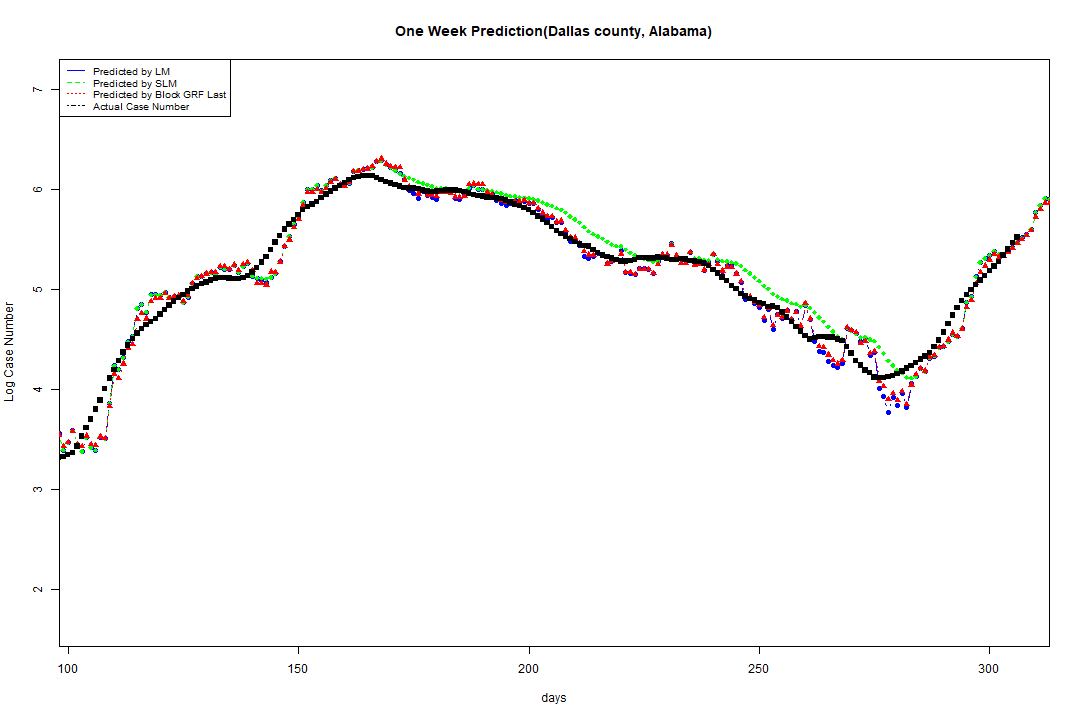 One Week Prediction(Dallas county, Alabama)
Predicted by LM
Predicted by SLM
Predicted by Block GRF Last
Actual Case Number
7
6
5
4
3
2
Log Case Number
100 150 200 250 300
days